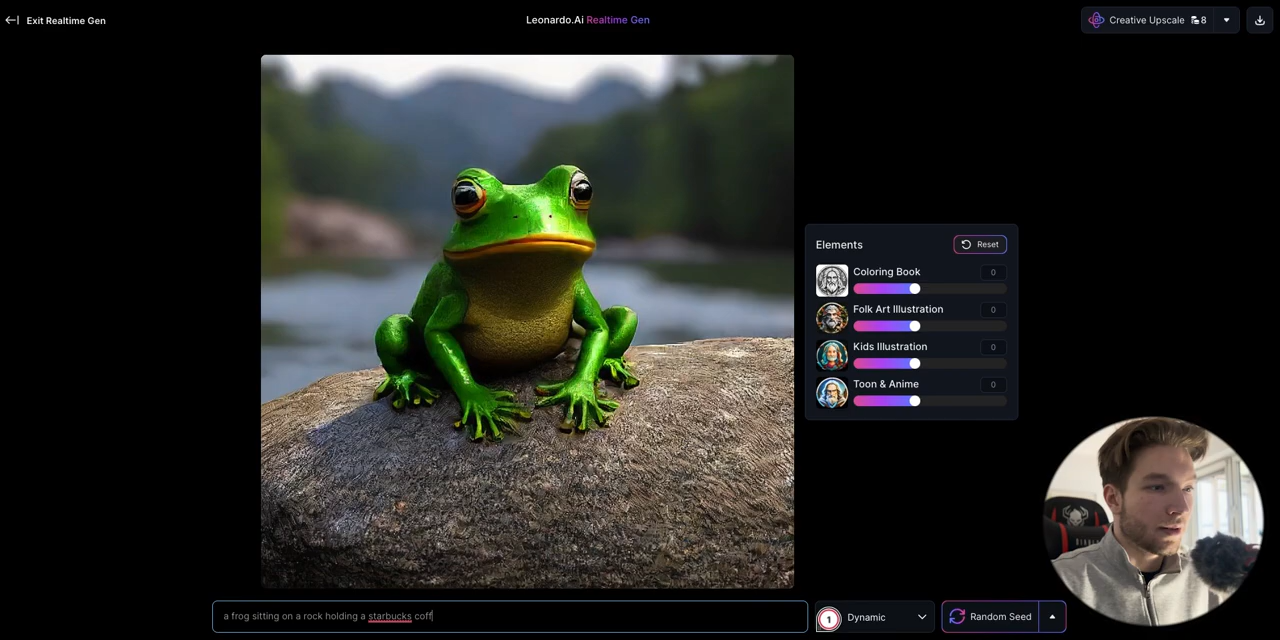 Exit Realtime Gen
Leonardo.Ai Realtime Gen
Creative Upscale 8
Elements
Reset
Coloring Book 0
Folk Art Illustration 0
Kids Illustration 0
Toon & Anime 0
a frog sitting on a rock holding a starbucks coff
1 Dynamic
Random Seed